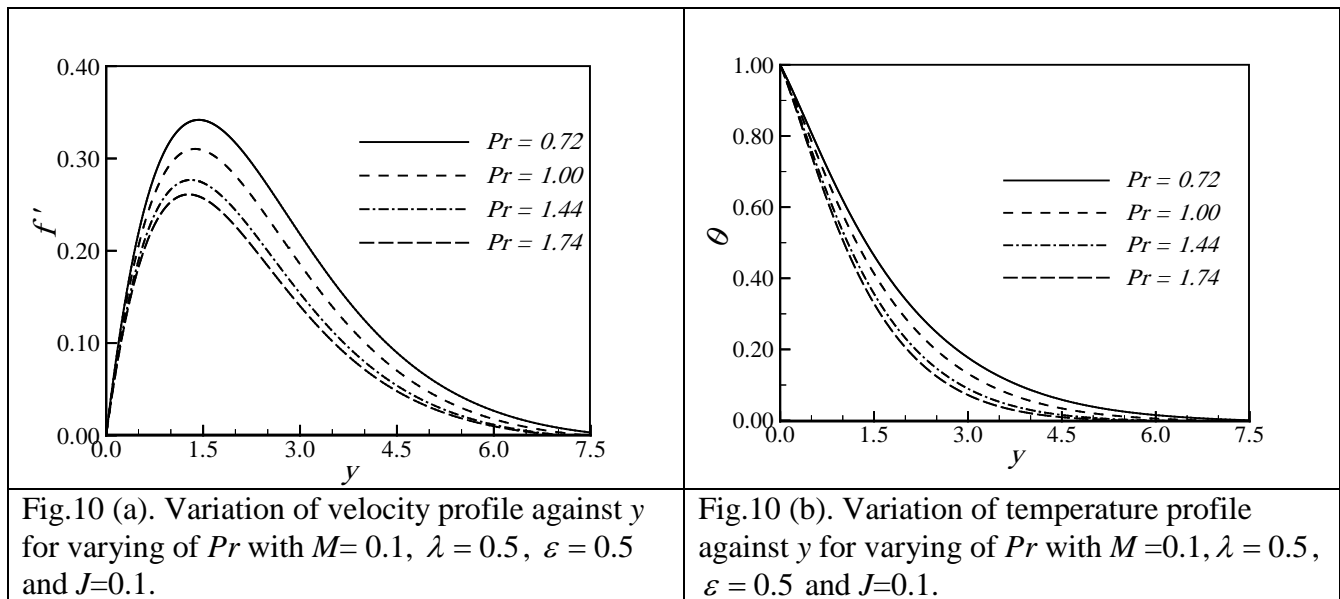 0.40
0.30
0.20
0.10
0.00
0.0 1.5 3.0 4.5 6.0 7.5
f '
y
Pr = 0.72
Pr = 1.00
Pr = 1.44
Pr = 1.74
1.00
0.80
0.60
0.40
0.20
0.00
0.0 1.5 3.0 4.5 6.0 7.5
θ
y
Pr = 0.72
Pr = 1.00
Pr = 1.44
Pr = 1.74
Fig.10 (a). Variation of velocity profile against y
for varying of Pr with M= 0.1, λ = 0.5, ε = 0.5
and J=0.1.
Fig.10 (b). Variation of temperature profile
against y for varying of Pr with M =0.1, λ = 0.5,
ε = 0.5 and J=0.1.